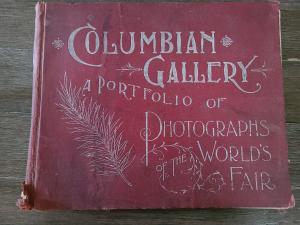 COLUMBIAN
GALLERY
A PORTFOLIO OF
PHOTOGRAPHS
OF THE WORLD'S
FAIR